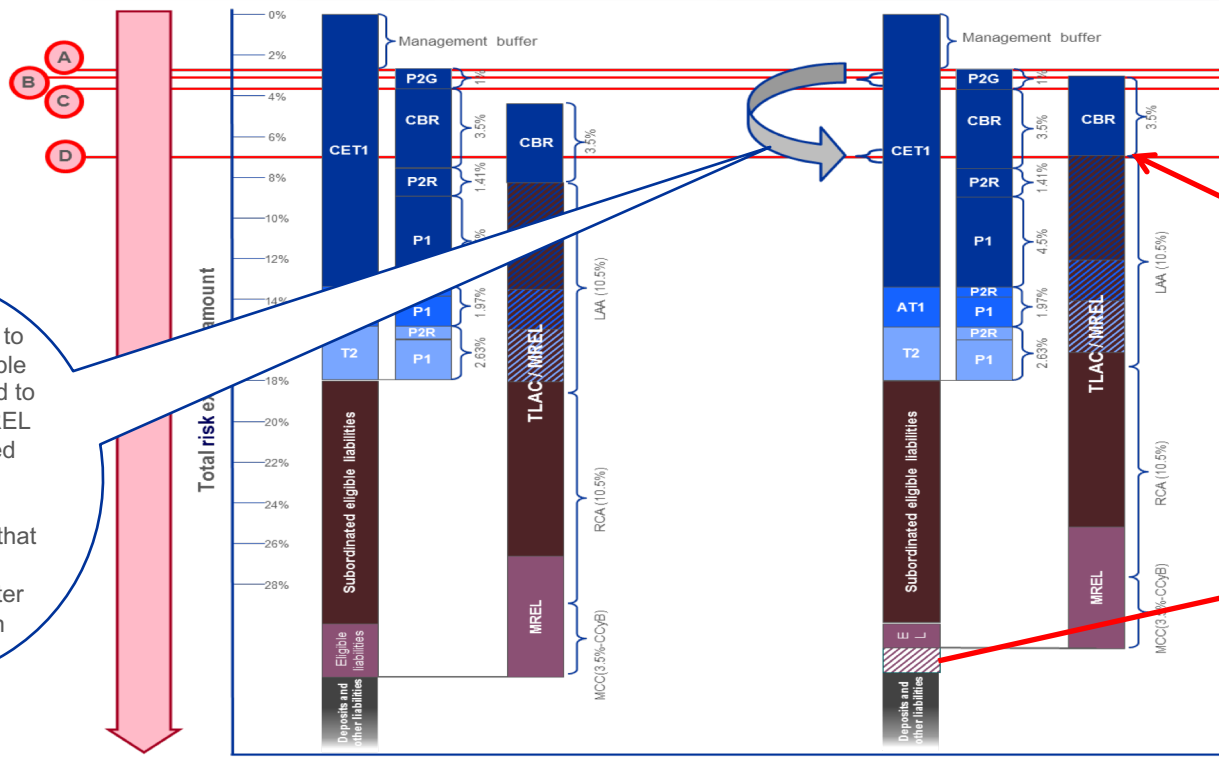 A
B
C
D
0%
2%
4%
6%
8%
10%
12%
14%
18%
20%
22%
24%
26%
28%
Total risk
amount
to
to
that
Management buffer
CET1
T2
Subordinated eligible liabilities
Eligible
liabilities
Deposits and
other liabilities
P2G
CBR
P2R
P1
P1
P2R
P1
1%
3.5%
1.41%
1.97%
2.63%
CBR
TLAC / MREL
MREL
3.5%
LAA (10.5%)
RCA (10.5%)
MCC(3.5%-CCyB)
Management buffer
CET1
AT1
T2
Subordinated eligible liabilities
E L
Deposits and
other liabilities
P2G
CBR
P2R
P1
P2R
P1
P2R
P1
1%
3.5%
1.41%
4.5%
1.97%
2.63%
CBR
TLAC / MREL
MREL
3.5%
LAA (10.5%)
RCA (10.5%)
MCC(3.5%-CCyB)